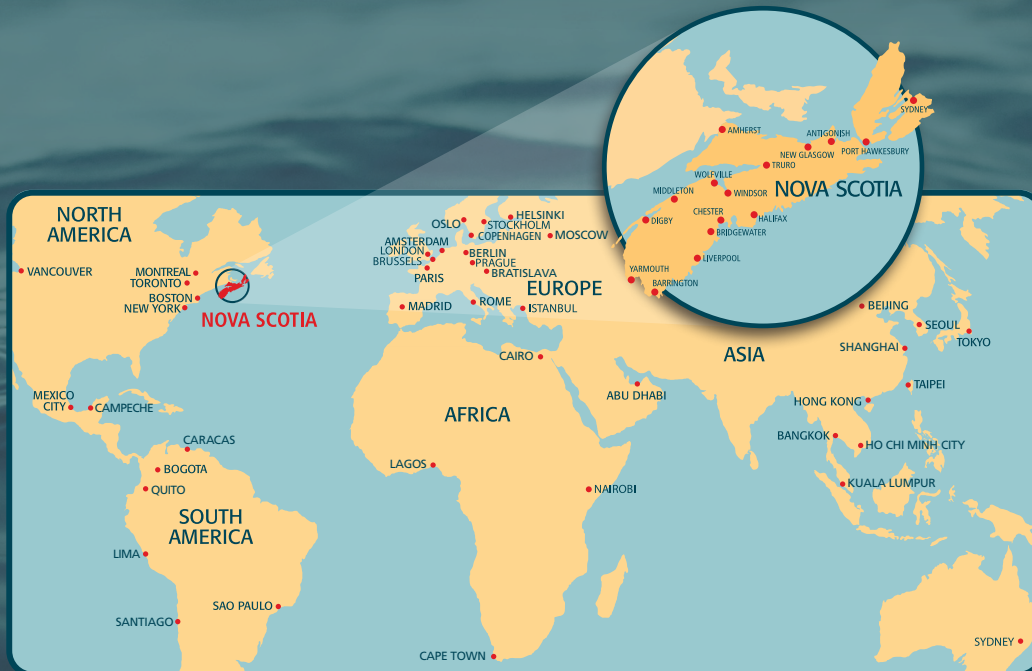 SYDNEY
AMHERST
ANTIGONISH
NEW GLASGOW
PORT HAWKESBURY
TRURO
WOLFVILLE
MIDDLETON
WINDSOR
NOVA SCOTIA
CHESTER
HALIFAX
DIGBY
BRIDGEWATER
LIVERPOOL
YARMOUTH
BARRINGTON
NORTH
AMERICA
VANCOUVER
MONTREAL
TORONTO
BOSTON
NEW YORK
NOVA SCOTIA
MEXICO
CITY
CAMPECHE
CARACAS
BOGOTA
QUITO
SOUTH
AMERICA
LIMA
SAO PAULO
SANTIAGO
OSLO
HELSINKI
STOCKHOLM
COPENHAGEN
MOSCOW
AMSTERDAM
LONDON
BRUSSELS
BERLIN
PRAGUE
BRATISLAVA
PARIS
EUROPE
MADRID
ROME
ISTANBUL
CAIRO
ABU DHABI
AFRICA
LAGOS
NAIROBI
CAPE TOWN
ASIA
BEIJING
SEOUL
TOKYO
SHANGHAI
TAIPEI
HONG KONG
BANGKOK
HO CHI MINH CITY
KUALA LUMPUR
SYDNEY